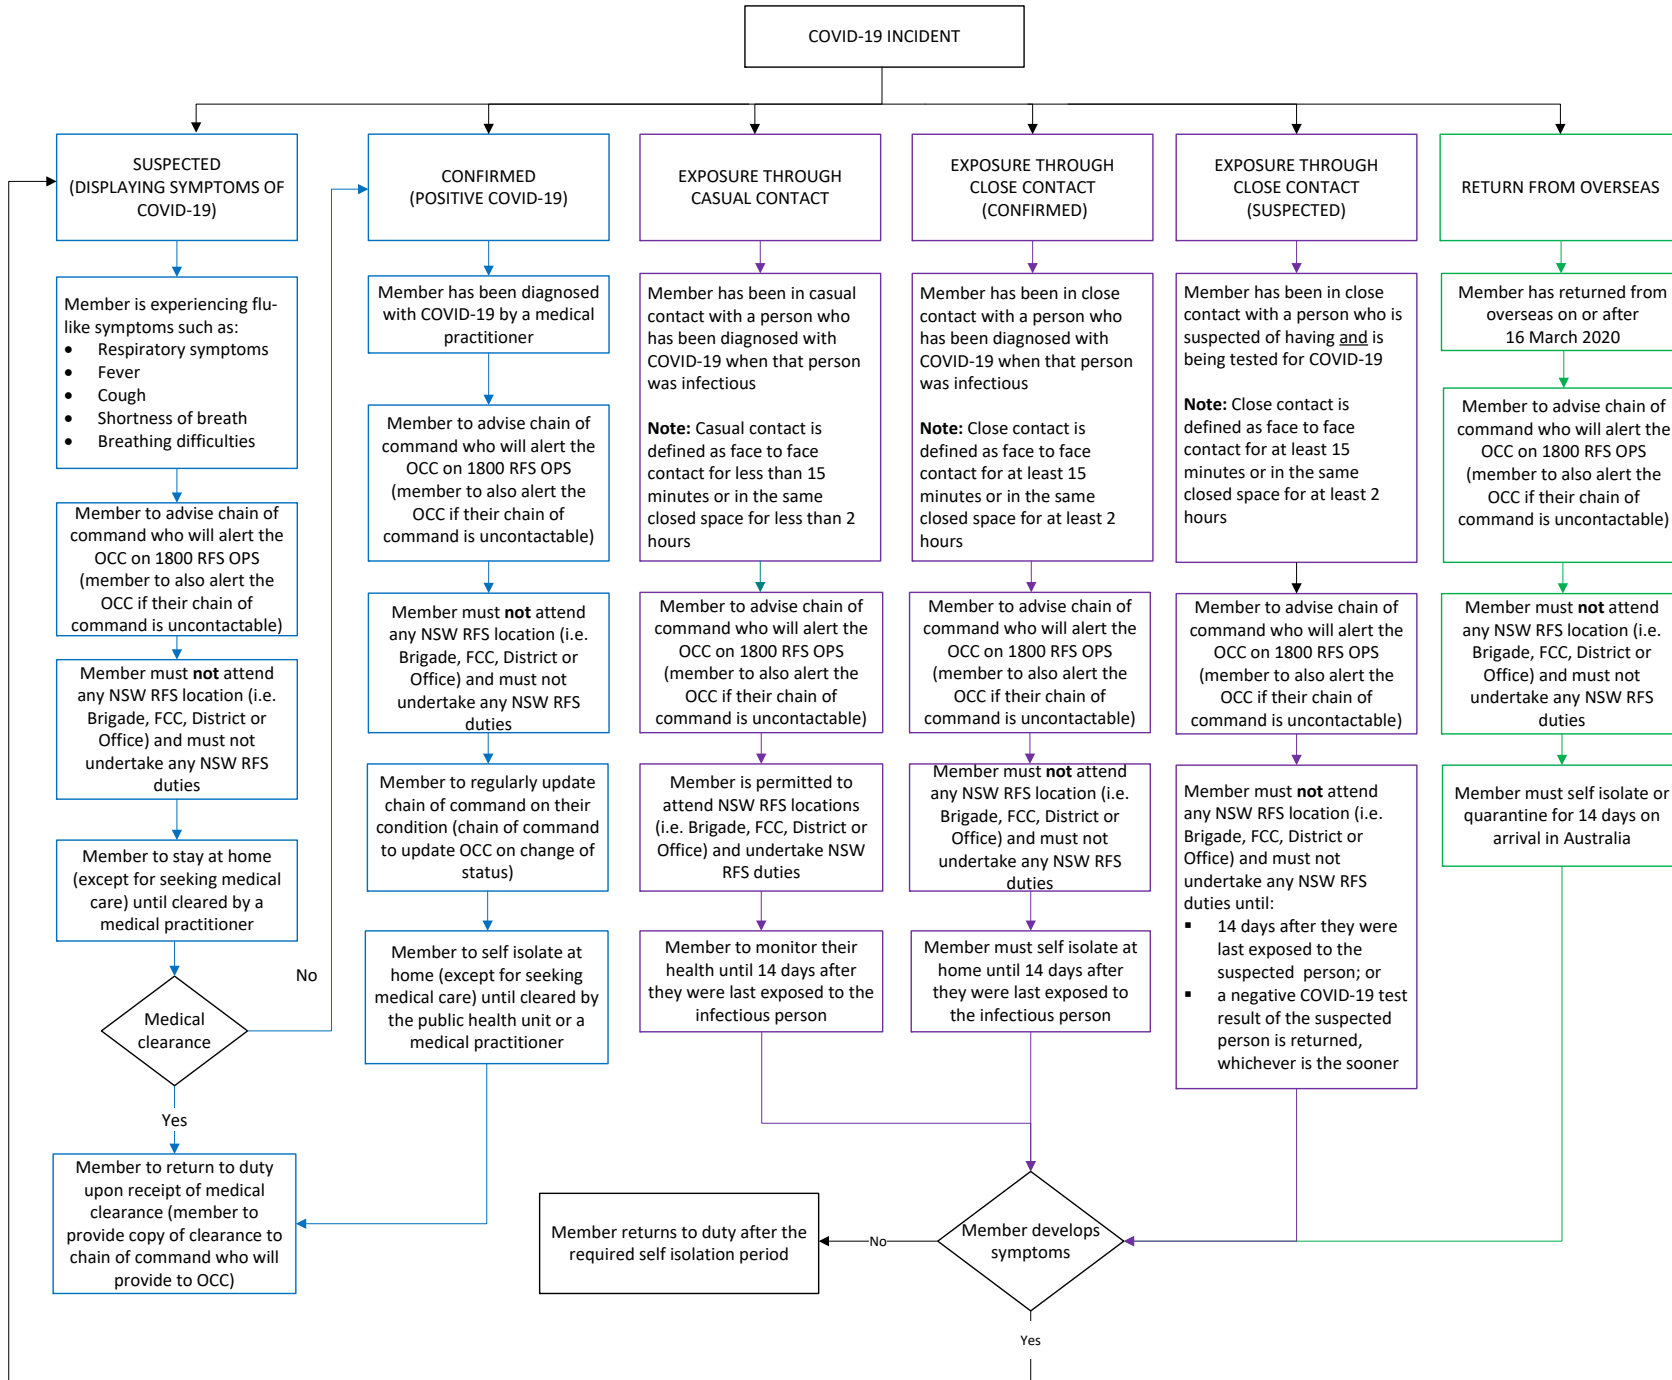 COVID-19 INCIDENT
SUSPECTED
(DISPLAYING SYMPTOMS OF
COVID-19)
Member is experiencing flu-
like symptoms such as:
• Respiratory symptoms
• Fever
• Cough
• Shortness of breath
• Breathing difficulties
Member to advise chain of
command who will alert the
OCC on 1800 RFS OPS
(member to also alert the
OCC if their chain of
command is uncontactable)
Member must not attend
any NSW RFS location (i.e.
Brigade, FCC, District or
Office) and must not
undertake any NSW RFS
duties
Member to stay at home
(except for seeking medical
care) until cleared by a
medical practitioner
Medical
clearance
No
Yes
Member to return to duty
upon receipt of medical
clearance (member to
provide copy of clearance to
chain of command who will
provide to OCC)
CONFIRMED
(POSITIVE COVID-19)
Member has been diagnosed
with COVID-19 by a medical
practitioner
Member to advise chain of
command who will alert the
OCC on 1800 RFS OPS
(member to also alert the
OCC if their chain of
command is uncontactable)
Member must not attend
any NSW RFS location (i.e.
Brigade, FCC, District or
Office) and must not
undertake any NSW RFS
duties
Member to regularly update
chain of command on their
condition (chain of command
to update OCC on change of
status)
Member to self isolate at
home (except for seeking
medical care) until cleared by
the public health unit or a
medical practitioner
EXPOSURE THROUGH
CASUAL CONTACT
Member has been in casual
contact with a person who
has been diagnosed with
COVID-19 when that person
was infectious
Note: Casual contact is
defined as face to face
contact for less than 15
minutes or in the same
closed space for less than 2
hours
Member to advise chain of
command who will alert the
OCC on 1800 RFS OPS
(member to also alert the
OCC if their chain of
command is uncontactable)
Member is permitted to
attend NSW RFS locations
(i.e. Brigade, FCC, District or
Office) and undertake NSW
RFS duties
Member to monitor their
health until 14 days after
they were last exposed to the
infectious person
EXPOSURE THROUGH
CLOSE CONTACT
(CONFIRMED)
Member has been in close
contact with a person who
has been diagnosed with
COVID-19 when that person
was infectious
Note: Close contact is
defined as face to face
contact for at least 15
minutes or in the same
closed space for at least 2
hours
Member to advise chain of
command who will alert the
OCC on 1800 RFS OPS
(member to also alert the
OCC if their chain of
command is uncontactable)
Member must not attend
any NSW RFS location (i.e.
Brigade, FCC, District or
Office) and must not
undertake any NSW RFS
duties
Member must self isolate at
home until 14 days after
they were last exposed to
the infectious person
EXPOSURE THROUGH
CLOSE CONTACT
(SUSPECTED)
Member has been in close
contact with a person who is
suspected of having and is
being tested for COVID-19
Note: Close contact is
defined as face to face
contact for at least 15
minutes or in the same
closed space for at least 2
hours
Member to advise chain of
command who will alert the
OCC on 1800 RFS OPS
(member to also alert the
OCC if their chain of
command is uncontactable)
Member must not attend
any NSW RFS location (i.e.
Brigade, FCC, District or
Office) and must not
undertake any NSW RFS
duties until:
▪ 14 days after they were
last exposed to the
suspected person; or
▪ a negative COVID-19 test
result of the suspected
person is returned,
whichever is the sooner
RETURN FROM OVERSEAS
Member has returned from
overseas on or after
16 March 2020
Member to advise chain of
command who will alert the
OCC on 1800 RFS OPS
(member to also alert the
OCC if their chain of
command is uncontactable)
Member must not attend
any NSW RFS location (i.e.
Brigade, FCC, District or
Office) and must not
undertake any NSW RFS
duties
Member must self isolate or
quarantine for 14 days on
arrival in Australia
Member develops
symptoms
No
Member returns to duty after the
required self isolation period
Yes